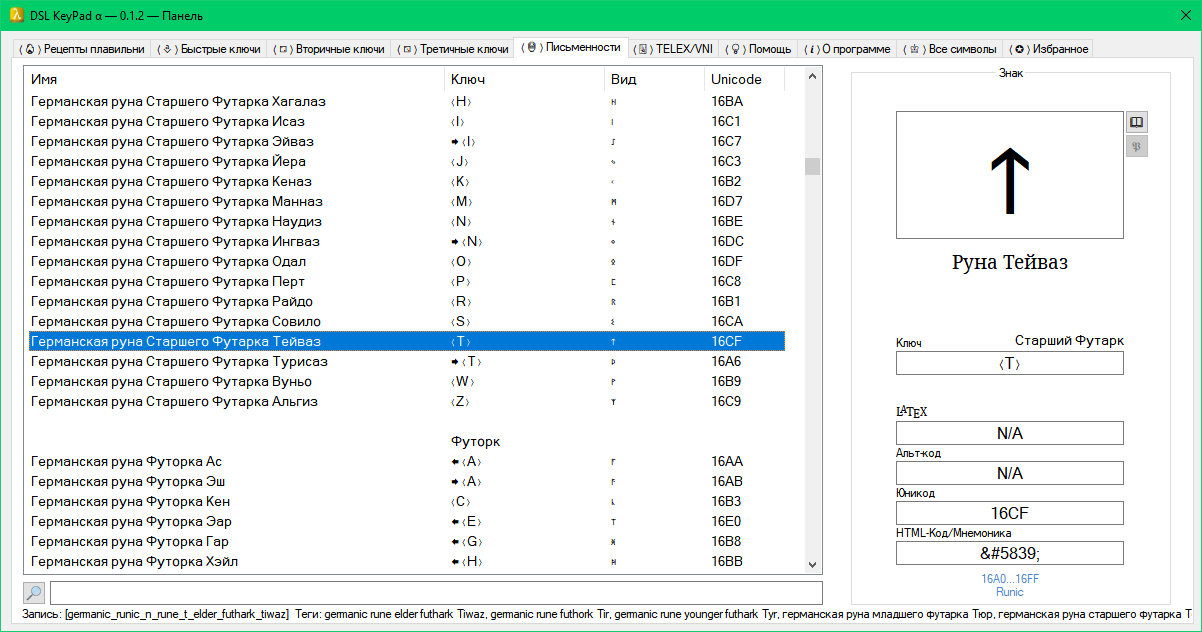 DSL KeyPad α — 0.1.2 — Панель
Рецепты плавильни Быстрые ключи Вторичные ключи Третичные ключи Письменности TELEX/VNI Помощь О программе Все символы Избранное
Имя Ключ Вид Unicode
Германская руна Старшего Футарка Хагалаз ⟨H⟩ ᚺ 16BA
Германская руна Старшего Футарка Исаз ⟨I⟩ ᛁ 16C1
Германская руна Старшего Футарка Эйваз 🠆 ⟨I⟩ ᛇ 16C7
Германская руна Старшего Футарка Йера ⟨J⟩ ᛃ 16C3
Германская руна Старшего Футарка Кеназ ⟨K⟩ ᚲ 16B2
Германская руна Старшего Футарка Манназ ⟨M⟩ ᛗ 16D7
Германская руна Старшего Футарка Наудиз ⟨N⟩ ᚾ 16BE
Германская руна Старшего Футарка Ингваз 🠆 ⟨N⟩ ᛜ 16DC
Германская руна Старшего Футарка Одал ⟨O⟩ ᛟ 16DF
Германская руна Старшего Футарка Перт ⟨P⟩ ᛈ 16C8
Германская руна Старшего Футарка Райдо ⟨R⟩ ᚱ 16B1
Германская руна Старшего Футарка Совило ⟨S⟩ ᛊ 16CA
Германская руна Старшего Футарка Тейваз ⟨T⟩ ᛏ 16CF
Германская руна Старшего Футарка Турисаз 🠆 ⟨T⟩ ᚦ 16A6
Германская руна Старшего Футарка Вуньо ⟨W⟩ ᚹ 16B9
Германская руна Старшего Футарка Альгиз ⟨Z⟩ ᛉ 16C9
Футорк
Германская руна Футорка Ас 🠄 ⟨A⟩ ᚪ 16AA
Германская руна Футорка Эш 🠆 ⟨A⟩ ᚫ 16AB
Германская руна Футорка Кен ⟨C⟩ ᚳ 16B3
Германская руна Футорка Эар 🠄 ⟨E⟩ ᛠ 16E0
Германская руна Футорка Гар 🠄 ⟨G⟩ ᚸ 16B8
Германская руна Футорка Хэйл 🠄 ⟨H⟩ ᚻ 16BB
Знак
ᛏ
Руна Тейваз
Ключ Старший Футарк
⟨T⟩
LATEX
N/A
Альт-код
N/A
Юникод
16CF
HTML-Код/Мнемоника
&#5839;
16A0...16FF
Runic
Запись: [germanic_runic_n_rune_t_elder_futhark_tiwaz] Теги: germanic rune elder futhark Tiwaz, germanic rune futhork Tir, germanic rune younger futhark Tyr, германская руна младшего футарка Тюр, германская руна старшего футарка Т